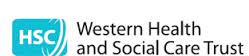 HSC Western Health
and Social Care Trust